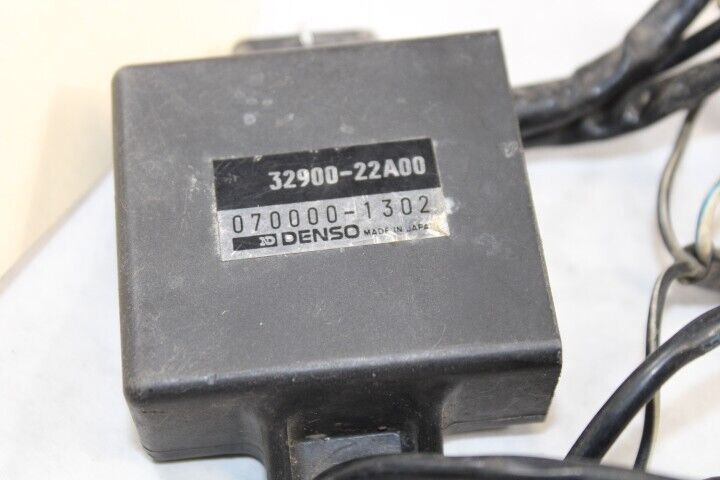 32900-22A00
070000-1302
DENSO MADE IN JAPAN